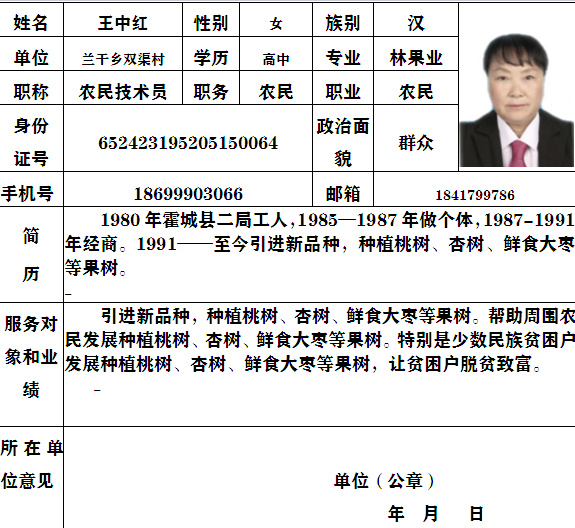 姓名 王中红 性别 女 族别 汉
单位 兰干乡双渠村 学历 高中 专业 林果业
职称 农民技术员 职务 农民 职业 农民
身份证号 652423195205150064 政治面貌 群众
手机号 18699903066 邮箱 1841799786
简历
1980年霍城县二局工人,1985—1987年做个体,1987-1991
年经商。1991——至今引进新品种，种植桃树、杏树、鲜食大枣
等果树。
服务对象和业绩
引进新品种，种植桃树、杏树、鲜食大枣等果树。帮助周围农
民发展种植桃树、杏树、鲜食大枣等果树。特别是少数民族贫困户
发展种植桃树、杏树、鲜食大枣等果树，让贫困户脱贫致富。
所在单位意见
单位（公章）
年 月 日